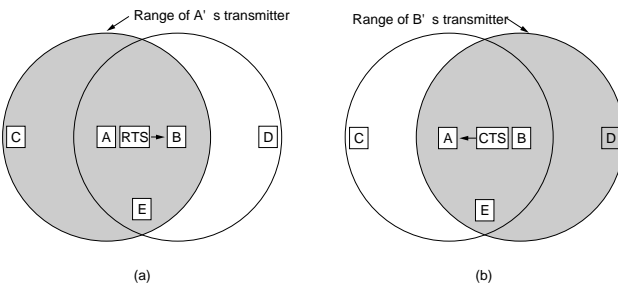 Range of A' s transmitter
Range of B' s transmitter
C
A
RTS
B
D
E
C
A
CTS
B
D
E
(a)
(b)